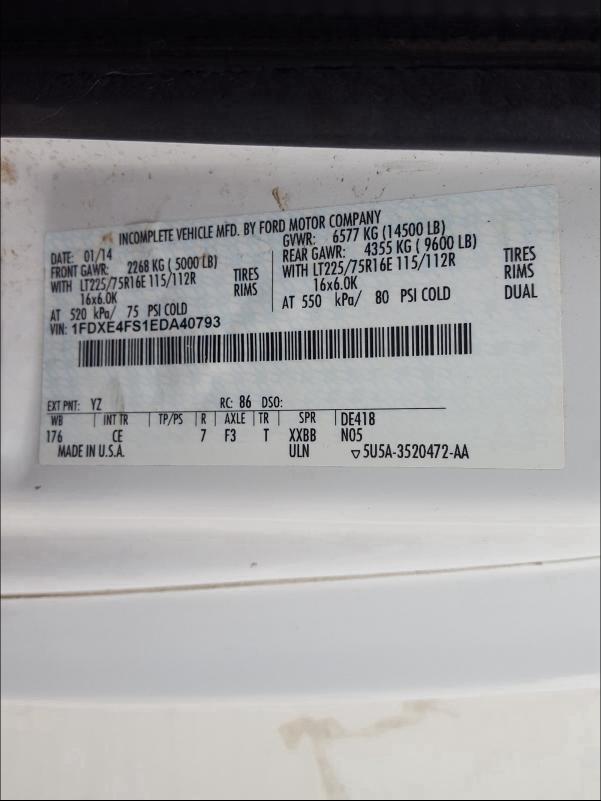 INCOMPLETE VEHICLE MFD. BY FORD MOTOR COMPANY
DATE: 01/14
FRONT GAWR: 2268 KG ( 5000 LB)
WITH LT225/75R16E 115/112R TIRES
16x6.0K RIMS
AT 520 kPa/ 75 PSI COLD
GVWR: 6577 KG (14500 LB)
REAR GAWR: 4355 KG ( 9600 LB)
WITH LT225/75R16E 115/112R TIRES
16x6.0K RIMS
AT 550 kPa/ 80 PSI COLD DUAL
VIN: 1FDXE4FS1EDA40793
EXT PNT: YZ RC: 86 DSO:
WB INT TR TP/PS R AXLE TR SPR DE418
176 CE 7 F3 T XXBB N05
MADE IN U.S.A. ULN ▽5U5A-3520472-AA